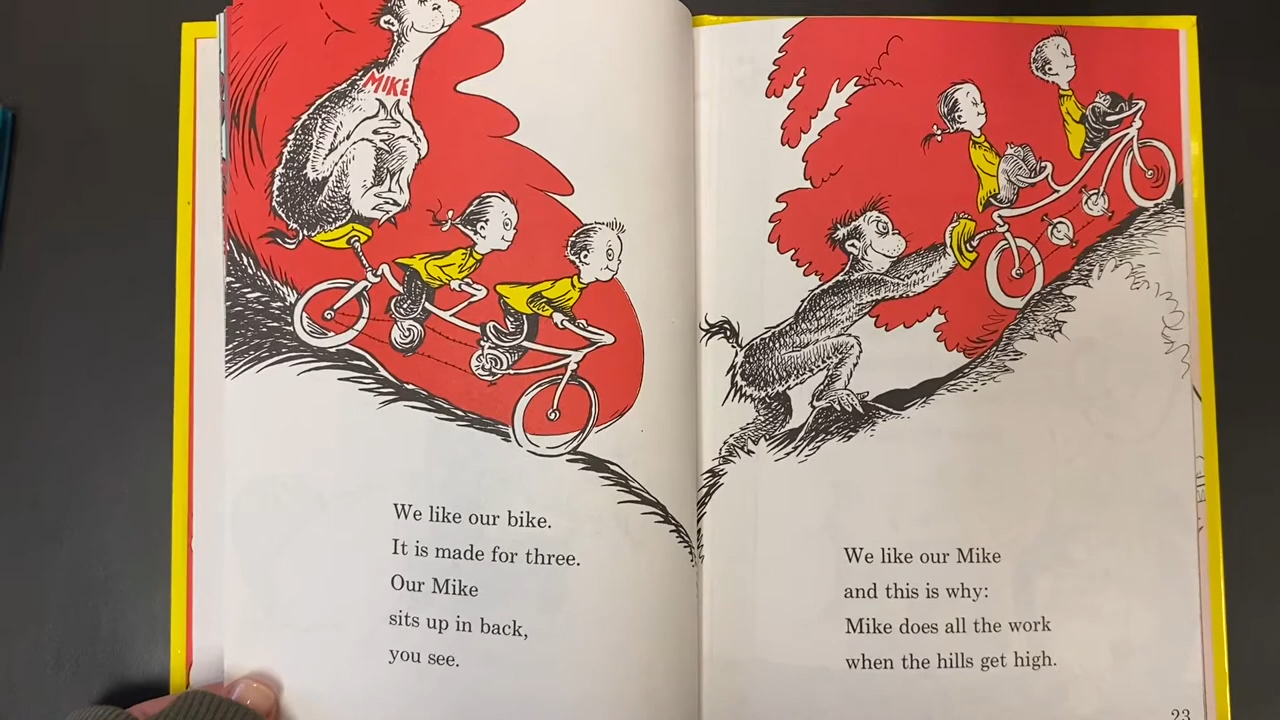 MIKE
We like our bike.
It is made for three.
Our Mike
sits up in back,
you see.
We like our Mike
and this is why:
Mike does all the work
when the hills get high.
23